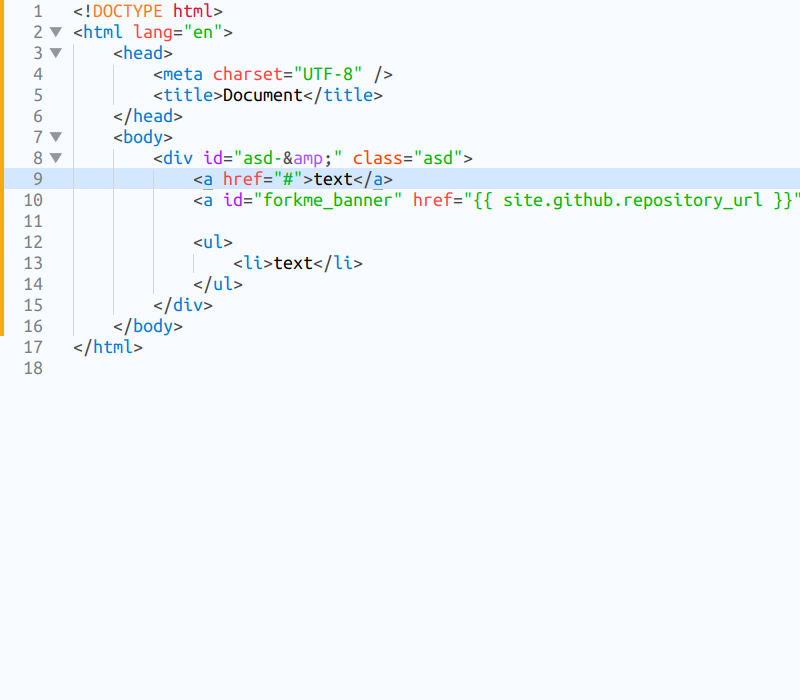 1 <!DOCTYPE html>
2 <html lang="en">
3 <head>
4 <meta charset="UTF-8" />
5 <title>Document</title>
6 </head>
7 <body>
8 <div id="asd-&amp;" class="asd">
9 <a href="#">text</a>
10 <a id="forkme_banner" href="{{ site.github.repository_url }}"
11
12 <ul>
13 <li>text</li>
14 </ul>
15 </div>
16 </body>
17 </html>
18